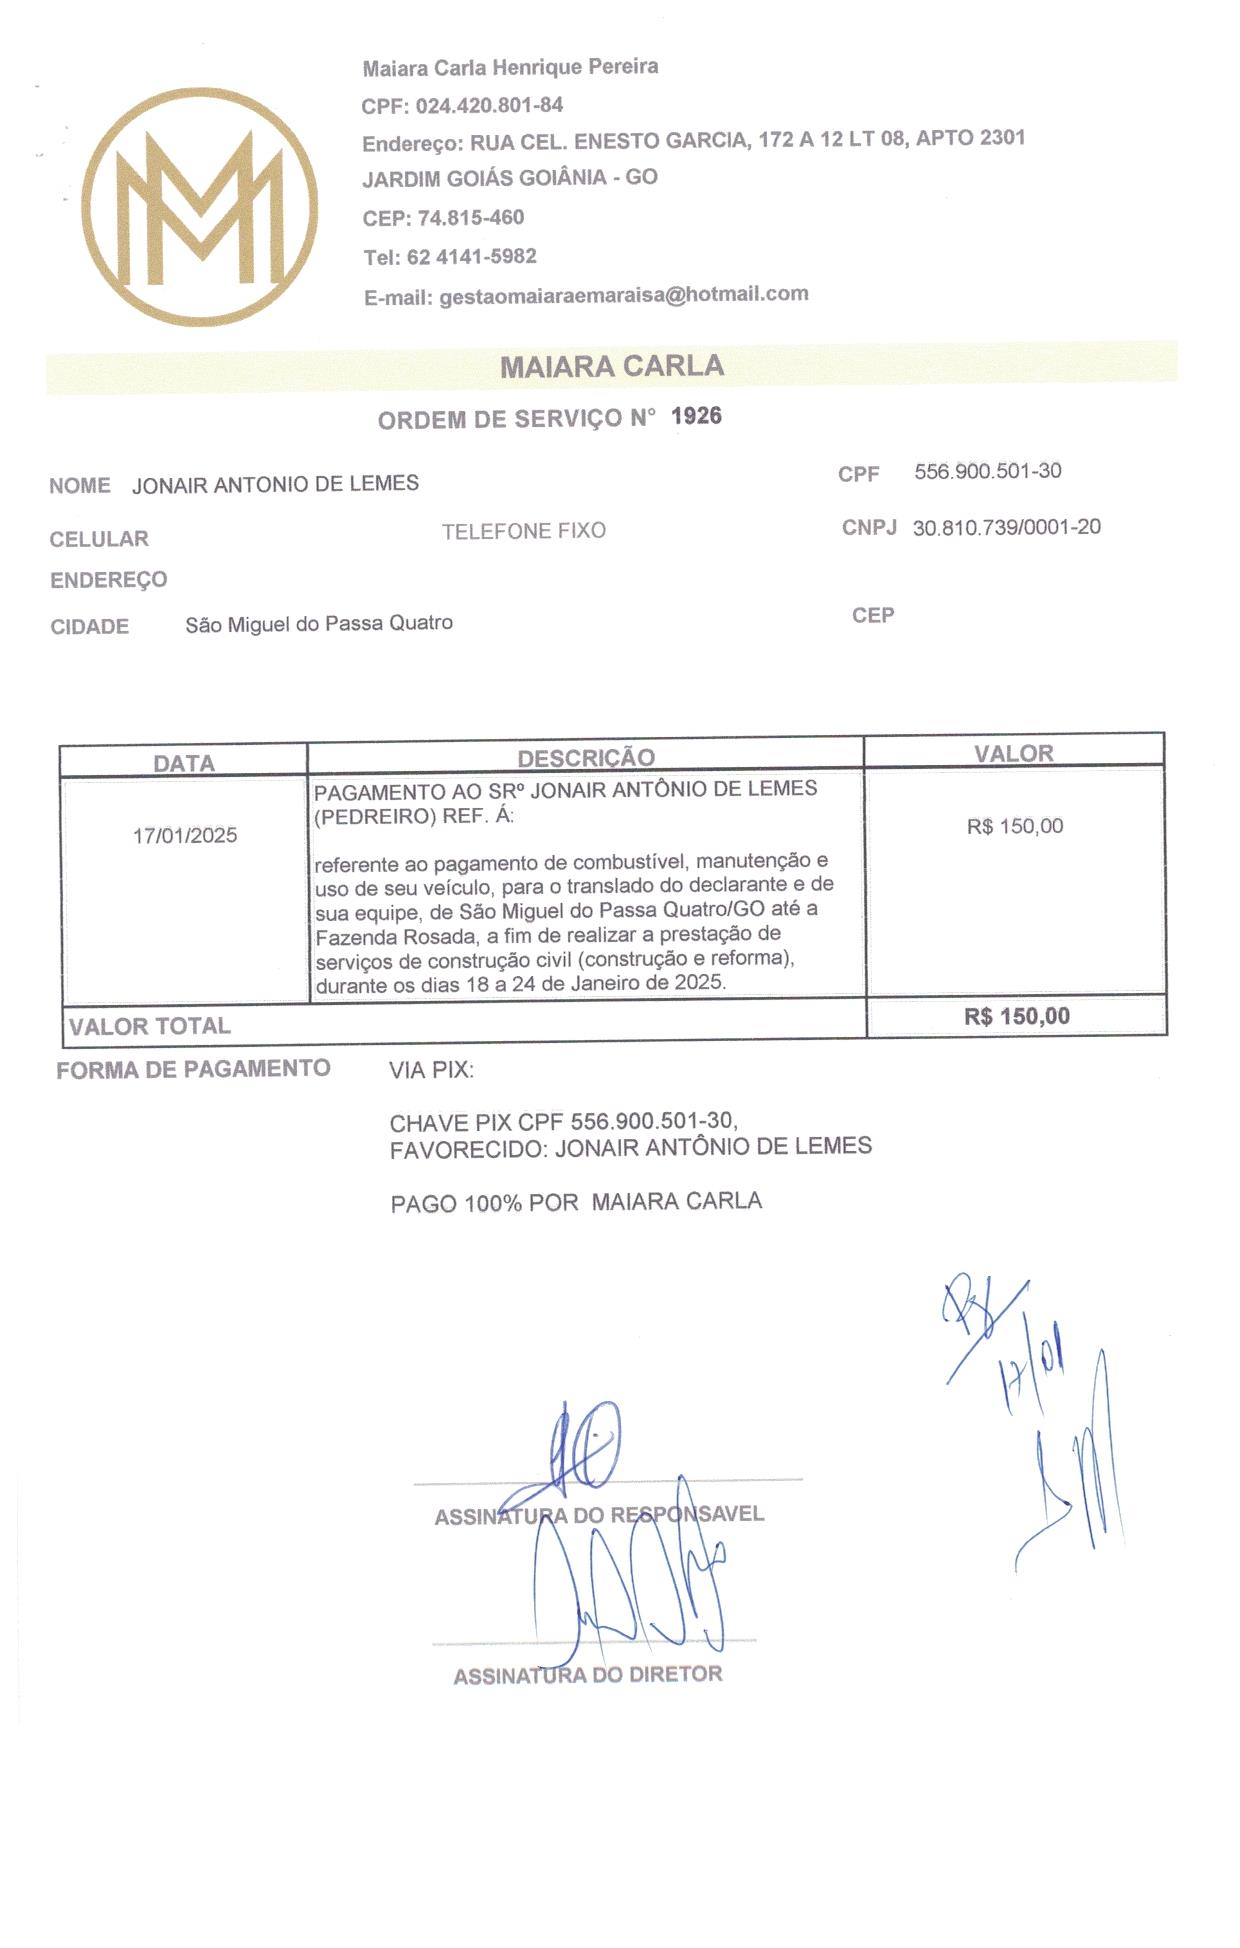 Maiara Carla Henrique Pereira
CPF: 024.420.801-84
Endereço: RUA CEL. ENESTO GARCIA, 172 A 12 LT 08, APTO 2301
JARDIM GOIÁS GOIÂNIA - GO
CEP: 74.815-460
Tel: 62 4141-5982
E-mail: gestaomaiaraemaraisa@hotmail.com
MM
MAIARA CARLA
ORDEM DE SERVIÇO N° 1926
NOME JONAIR ANTONIO DE LEMES CPF 556.900.501-30
CELULAR TELEFONE FIXO CNPJ 30.810.739/0001-20
ENDEREÇO
CIDADE São Miguel do Passa Quatro CEP
DATA DESCRIÇÃO VALOR
PAGAMENTO AO SRº JONAIR ANTÔNIO DE LEMES
(PEDREIRO) REF. Á:
17/01/2025 R$ 150,00
referente ao pagamento de combustível, manutenção e
uso de seu veículo, para o translado do declarante e de
sua equipe, de São Miguel do Passa Quatro/GO até a
Fazenda Rosada, a fim de realizar a prestação de
serviços de construção civil (construção e reforma),
durante os dias 18 a 24 de Janeiro de 2025.
VALOR TOTAL R$ 150,00
FORMA DE PAGAMENTO VIA PIX:
CHAVE PIX CPF 556.900.501-30,
FAVORECIDO: JONAIR ANTÔNIO DE LEMES
PAGO 100% POR MAIARA CARLA
17/01
ASSINATURA DO RESPONSAVEL
ASSINATURA DO DIRETOR